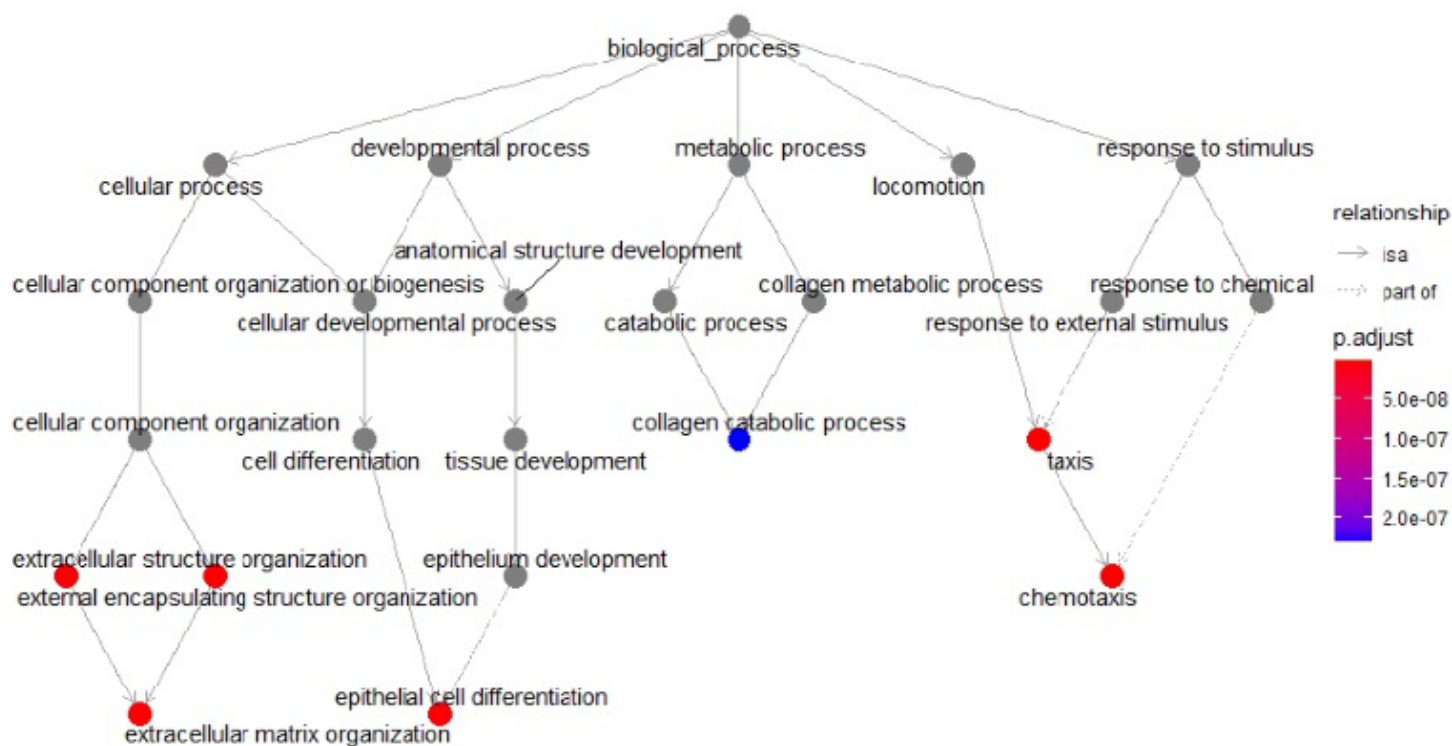 biological_process
developmental process
metabolic process
response to stimulus
cellular process
locomotion
relationship
isa
part of
anatomical structure development
cellular component organization or biogenesis
collagen metabolic process
response to chemical
cellular developmental process
catabolic process
response to external stimulus
p.adjust
5.0e-08
1.0e-07
1.5e-07
2.0e-07
cellular component organization
collagen catabolic process
cell differentiation
tissue development
taxis
extracellular structure organization
epithelium development
external encapsulating structure organization
chemotaxis
epithelial cell differentiation
extracellular matrix organization